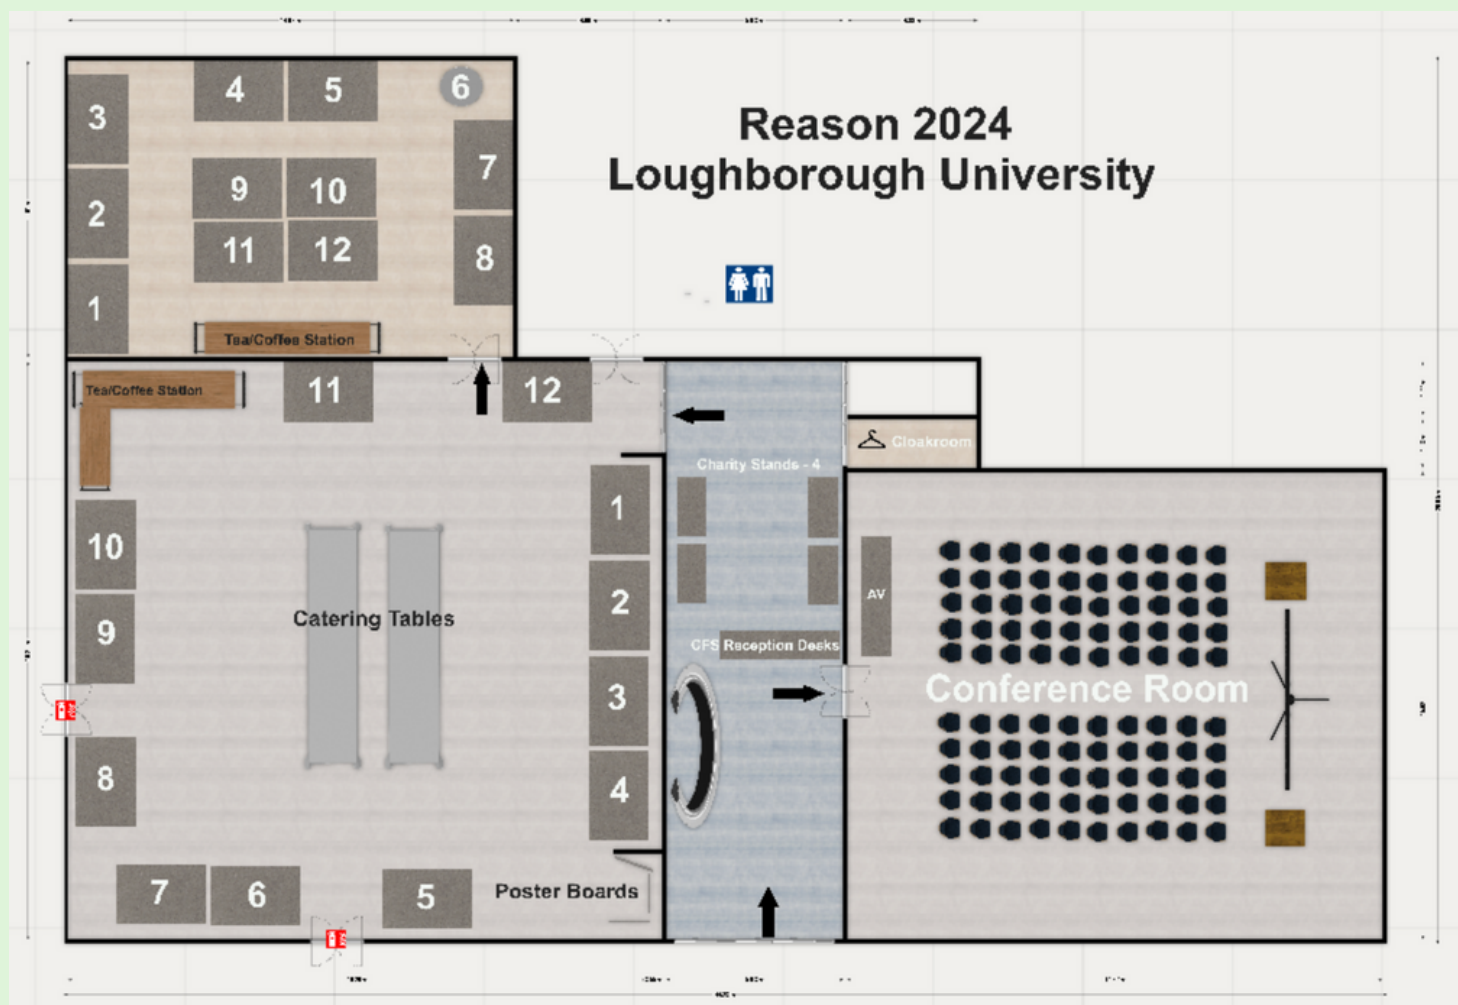 Reason 2024
Loughborough University
3
4
5
6
2
9
10
7
11
12
8
1
Tea/Coffee Station
Tea/Coffee Station
11
12
Cloakroom
Charity Stands - 4
1
10
2
AV
Catering Tables
9
CFS Reception Desks
3
Conference Room
8
4
7
6
5
Poster Boards